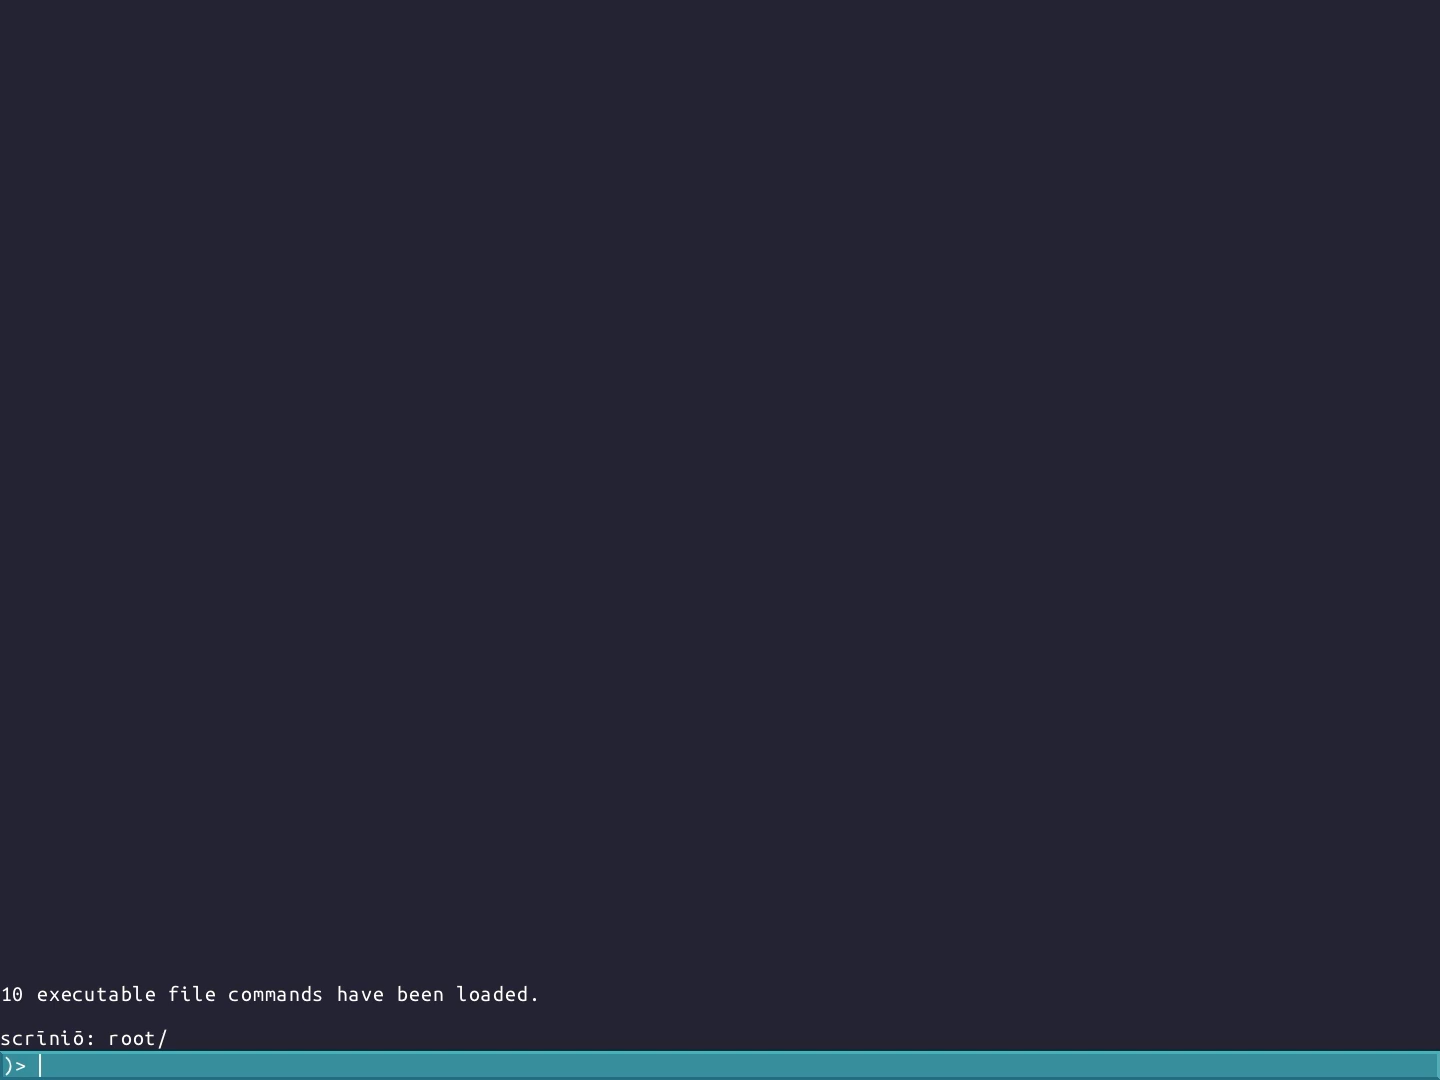 10 executable file commands have been loaded.
scrīniō: root/
)>